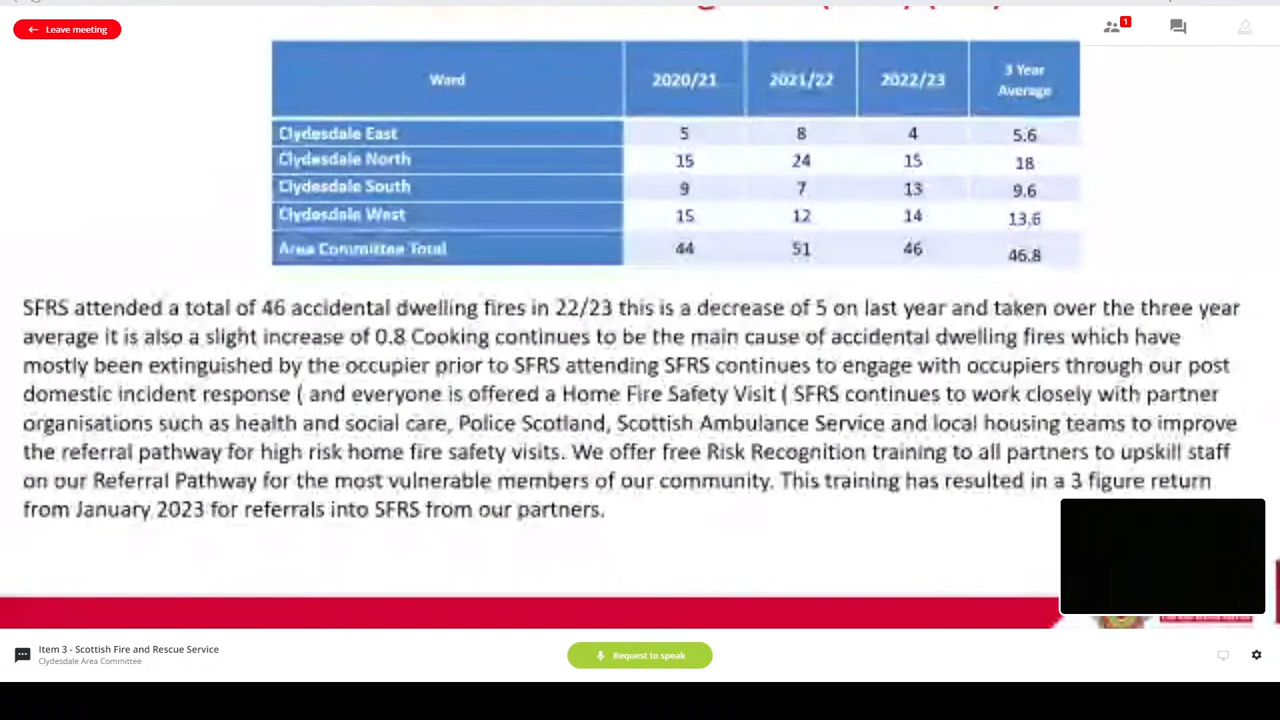 Leave meeting
1
Ward 2020/21 2021/22 2022/23 3 Year Average
Clydesdale East 5 8 4 5.6
Clydesdale North 15 24 15 18
Clydesdale South 9 7 13 9.6
Clydesdale West 15 12 14 13.6
Area Committee Total 44 51 46 46.8
SFRS attended a total of 46 accidental dwelling fires in 22/23 this is a decrease of 5 on last year and taken over the three year
average it is also a slight increase of 0.8 Cooking continues to be the main cause of accidental dwelling fires which have
mostly been extinguished by the occupier prior to SFRS attending SFRS continues to engage with occupiers through our post
domestic incident response ( and everyone is offered a Home Fire Safety Visit ( SFRS continues to work closely with partner
organisations such as health and social care, Police Scotland, Scottish Ambulance Service and local housing teams to improve
the referral pathway for high risk home fire safety visits. We offer free Risk Recognition training to all partners to upskill staff
on our Referral Pathway for the most vulnerable members of our community. This training has resulted in a 3 figure return
from January 2023 for referrals into SFRS from our partners.
Item 3 - Scottish Fire and Rescue Service
Clydesdale Area Committee
Request to speak